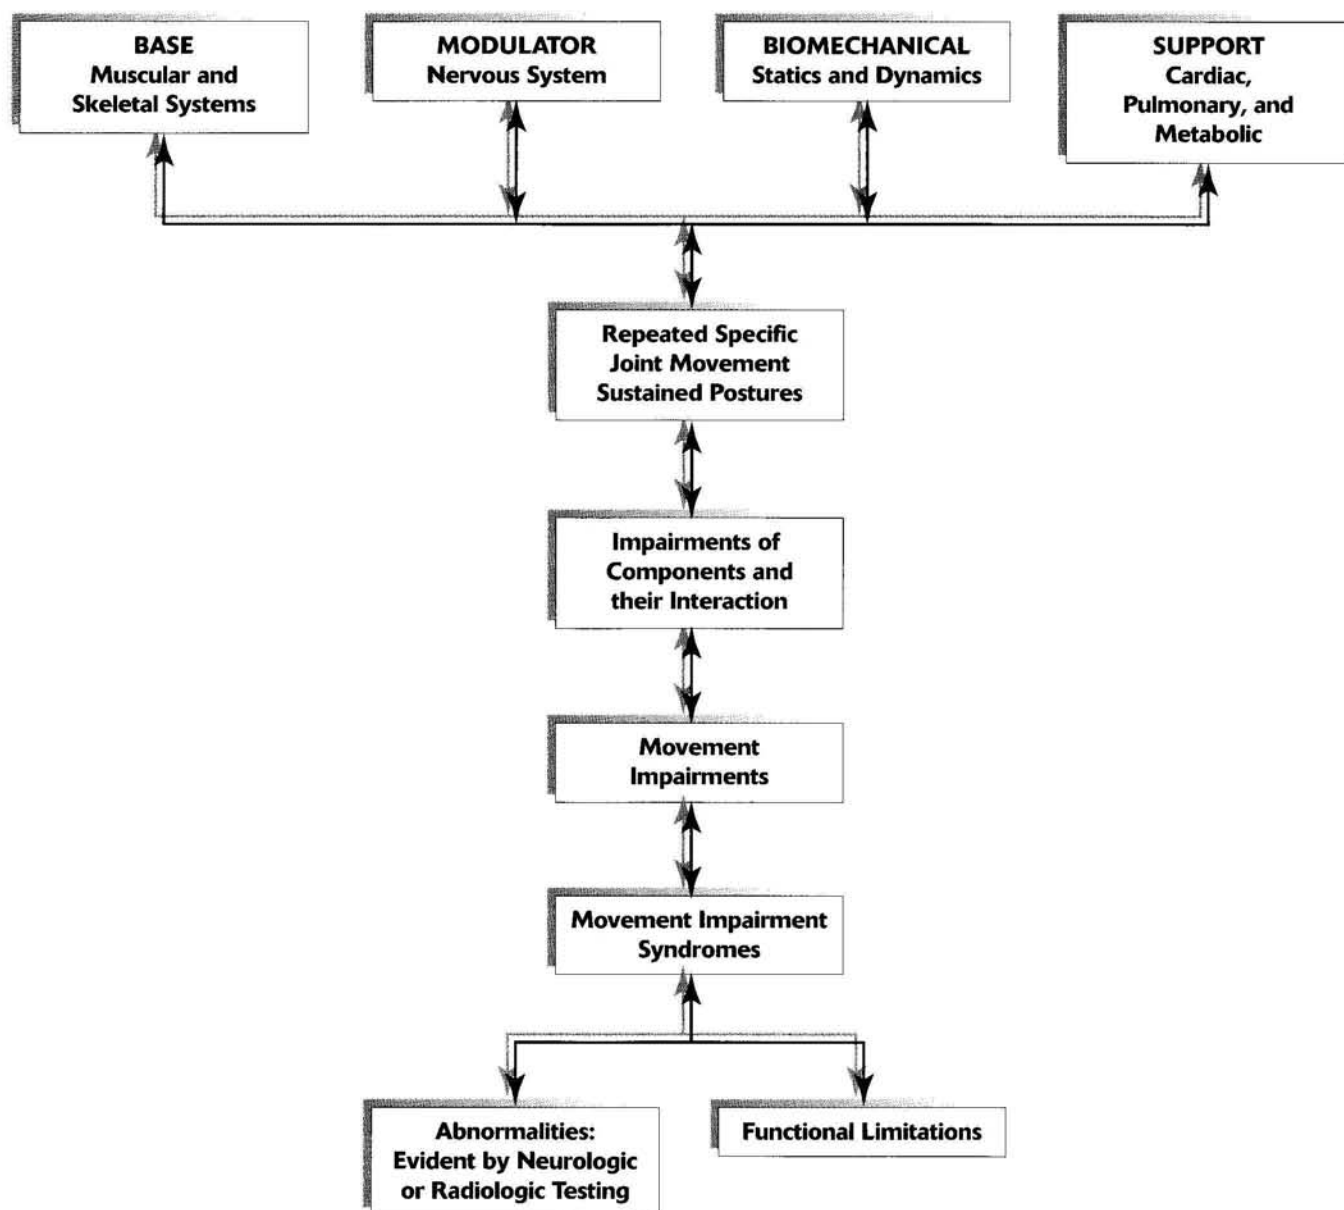 BASE
Muscular and
Skeletal Systems
MODULATOR
Nervous System
BIOMECHANICAL
Statics and Dynamics
SUPPORT
Cardiac,
Pulmonary, and
Metabolic
Repeated Specific
Joint Movement
Sustained Postures
Impairments of
Components and
their Interaction
Movement
Impairments
Movement Impairment
Syndromes
Abnormalities:
Evident by Neurologic
or Radiologic Testing
Functional Limitations